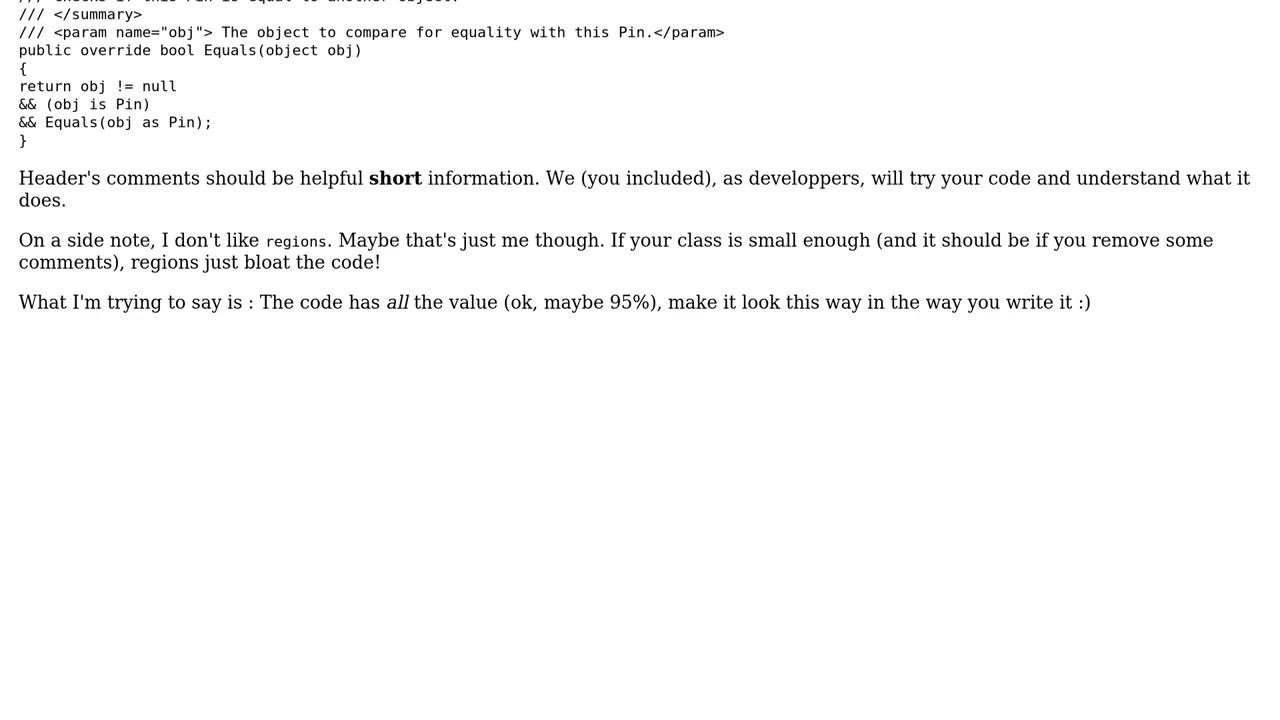 /// </summary>
/// <param name="obj"> The object to compare for equality with this Pin.</param>
public override bool Equals(object obj)
{
return obj != null
&& (obj is Pin)
&& Equals(obj as Pin);
}
Header's comments should be helpful short information. We (you included), as developpers, will try your code and understand what it
does.
On a side note, I don't like regions. Maybe that's just me though. If your class is small enough (and it should be if you remove some
comments), regions just bloat the code!
What I'm trying to say is : The code has all the value (ok, maybe 95%), make it look this way in the way you write it :)